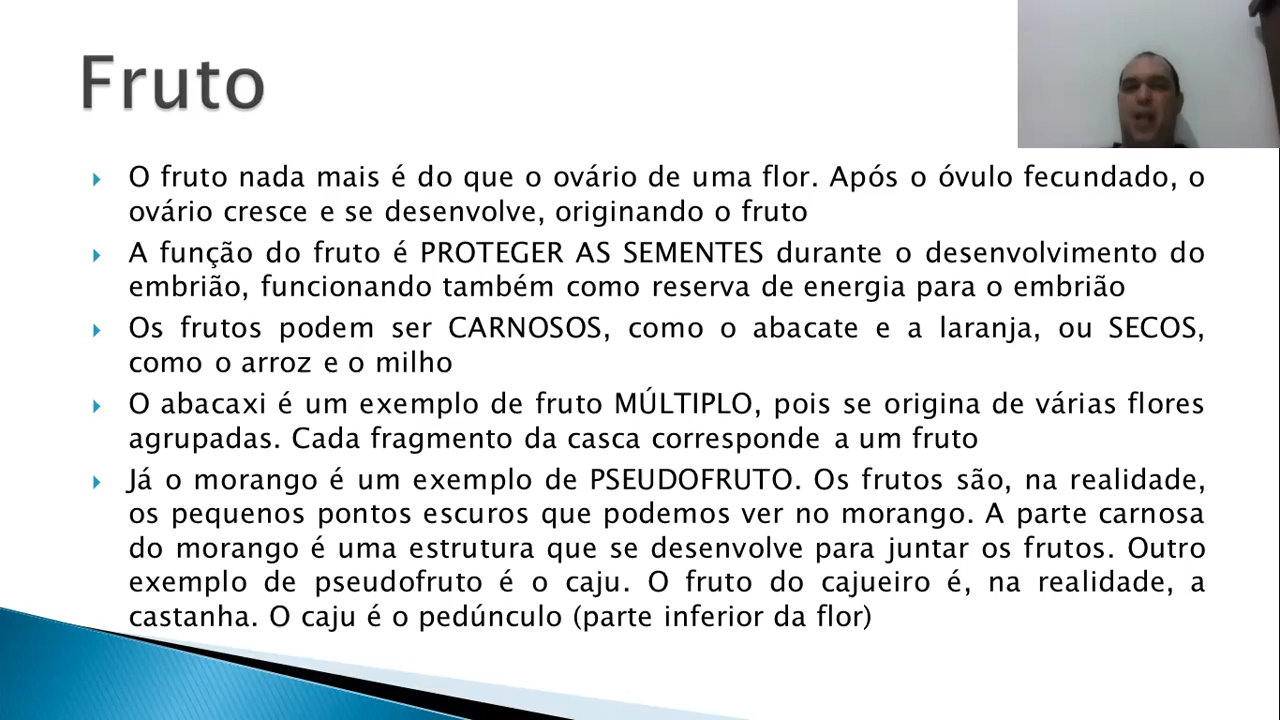 Fruto
O fruto nada mais é do que o ovário de uma flor. Após o óvulo fecundado, o
ovário cresce e se desenvolve, originando o fruto
A função do fruto é PROTEGER AS SEMENTES durante o desenvolvimento do
embrião, funcionando também como reserva de energia para o embrião
Os frutos podem ser CARNOSOS, como o abacate e a laranja, ou SECOS,
como o arroz e o milho
O abacaxi é um exemplo de fruto MÚLTIPLO, pois se origina de várias flores
agrupadas. Cada fragmento da casca corresponde a um fruto
Já o morango é um exemplo de PSEUDOFRUTO. Os frutos são, na realidade,
os pequenos pontos escuros que podemos ver no morango. A parte carnosa
do morango é uma estrutura que se desenvolve para juntar os frutos. Outro
exemplo de pseudofruto é o caju. O fruto do cajueiro é, na realidade, a
castanha. O caju é o pedúnculo (parte inferior da flor)